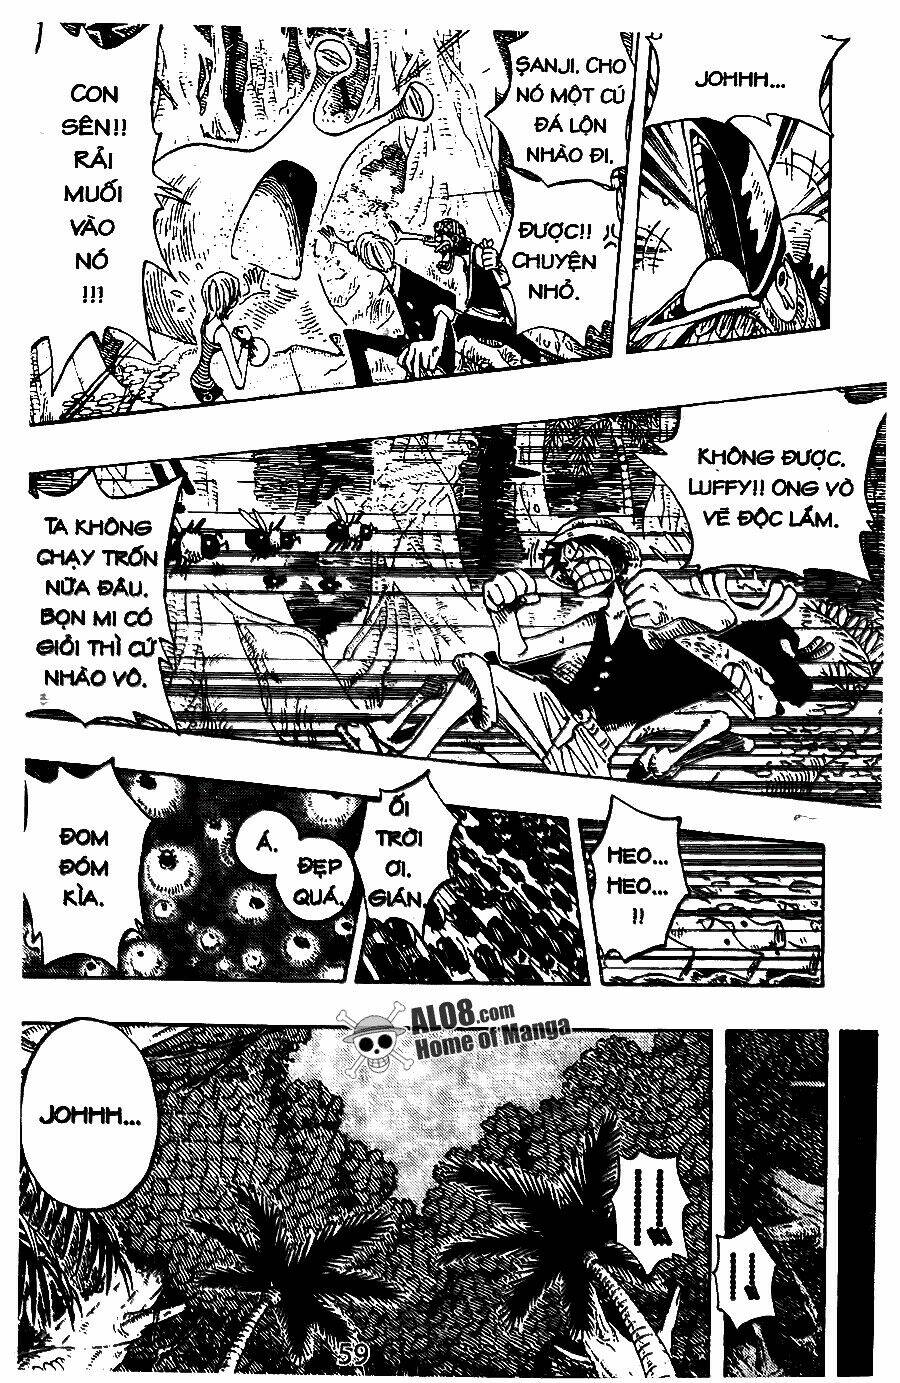 JOHHH...
SANJI. CHO
NÓ MỘT CÚ
ĐÁ LỘN
NHÀO ĐI.
ĐƯỢC!!
CHUYỆN
NHỎ.
CON
SÊN!!
RẢI
MUỐI
VÀO
NÓ
!!!
KHÔNG ĐƯỢC.
LUFFY!! ONG VÒ
VẼ ĐỘC LẮM.
TA KHÔNG
CHẠY TRỐN
NỮA ĐÂU.
BỌN MI CÓ
GIỎI THÌ CỨ
NHÀO VÔ.
HEO...
HEO...
!!
ỐI
TRỜI
ƠI.
GIÁN.
Á.
ĐẸP
QUÁ.
ĐOM
ĐÓM
KÌA.
JOHHH...
AL08.com
Home of Manga
59